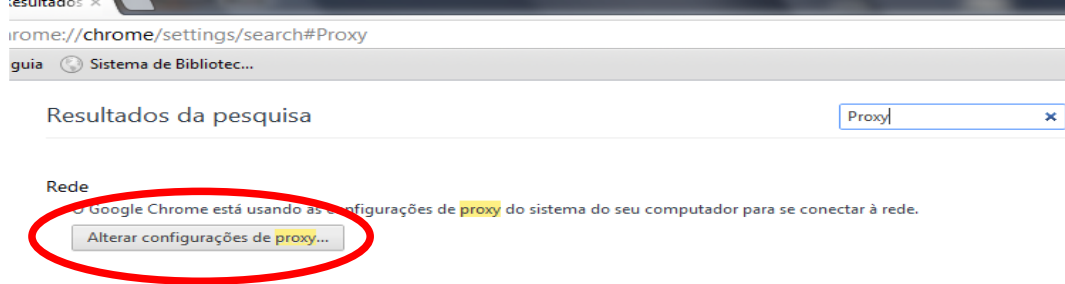 Resultados ×
rome://chrome/settings/search#Proxy
guia Sistema de Bibliotec...
Resultados da pesquisa
Proxy
Rede
O Google Chrome está usando as configurações de proxy do sistema do seu computador para se conectar à rede.
Alterar configurações de proxy...